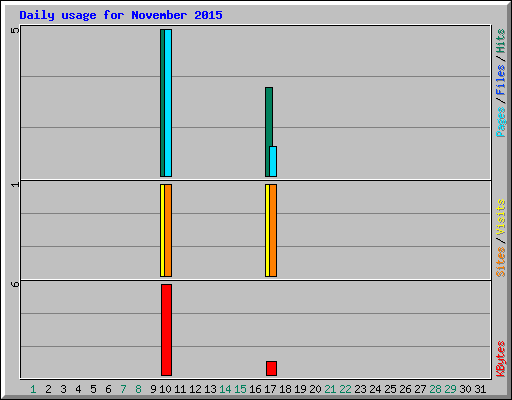 Daily usage for November 2015
5
Pages/Files/Hits
1
Sites/Visits
6
KBytes
1 2 3 4 5 6 7 8 9 10 11 12 13 14 15 16 17 18 19 20 21 22 23 24 25 26 27 28 29 30 31